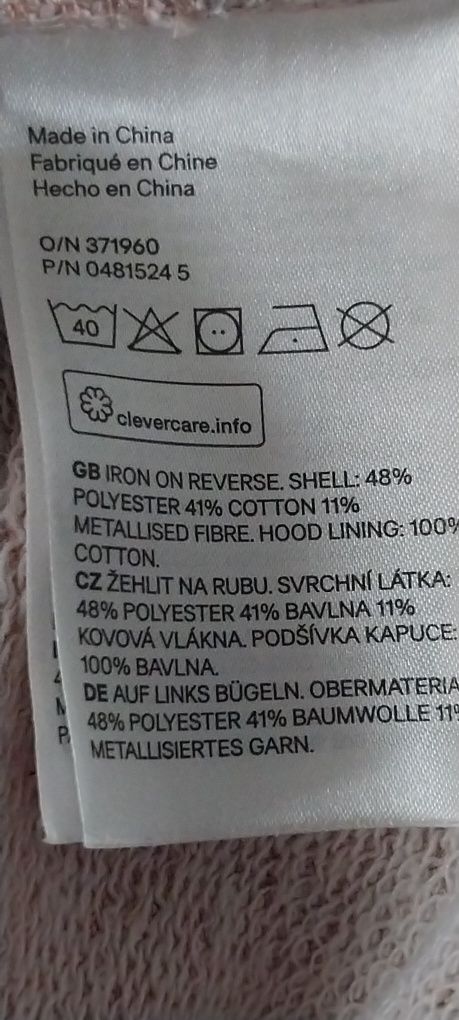 Made in China
Fabriqué en Chine
Hecho en China
O/N 371960
P/N 0481524 5
40
clevercare.info
GB IRON ON REVERSE. SHELL: 48%
POLYESTER 41% COTTON 11%
METALLISED FIBRE. HOOD LINING: 100%
COTTON.
CZ ŽEHLIT NA RUBU. SVRCHNÍ LÁTKA:
48% POLYESTER 41% BAVLNA 11%
KOVOVÁ VLÁKNA. PODŠÍVKA KAPUCE:
100% BAVLNA.
DE AUF LINKS BÜGELN. OBERMATERIA
48% POLYESTER 41% BAUMWOLLE 11%
METALLISIERTES GARN.